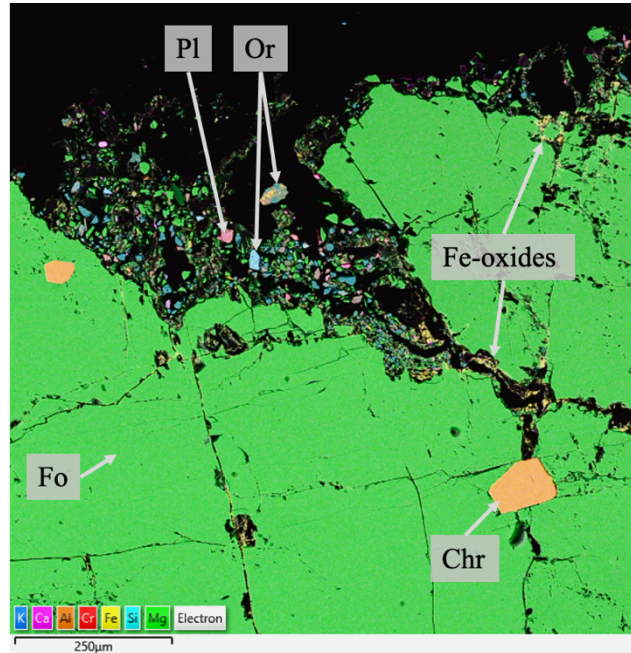 Pl
Or
Fe-oxides
Fo
Chr
K Ca Al Cr Fe Si Mg Electron
250μm